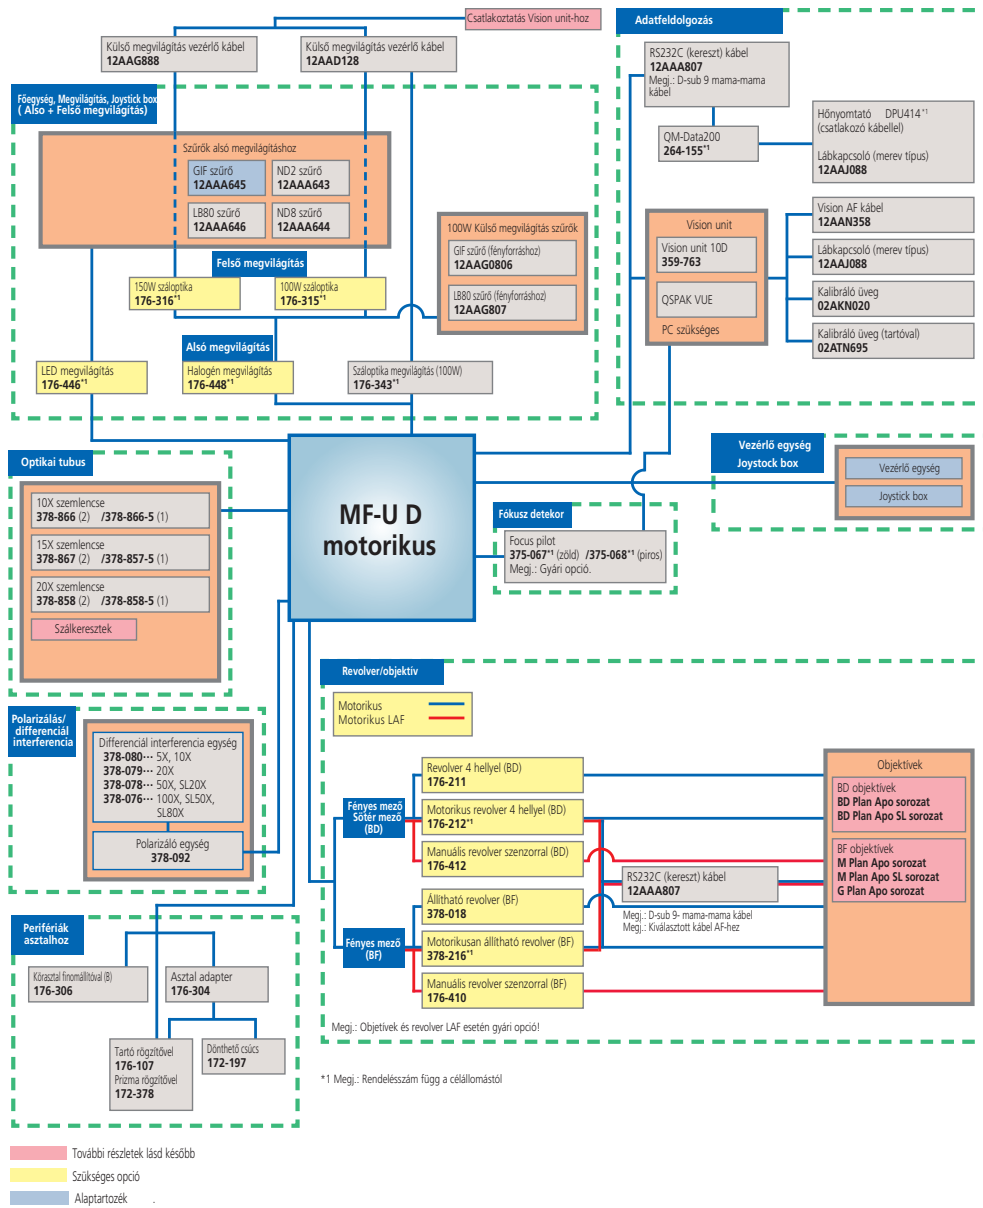 Csatlakoztatás Vision unit-hoz
Külső megvilágítás vezérlő kábel
12AAG888
Külső megvilágítás vezérlő kábel
12AAD128
Főegység, Megvilágítás, Joystick box
( Also + Felső megvilágítás)
Szűrők alsó megvilágításhoz
GIF szűrő
12AAA645
ND2 szűrő
12AAA643
LB80 szűrő
12AAA646
ND8 szűrő
12AAA644
100W Külső megvilágítás szűrők
GIF szűrő (fényforráshoz)
12AAG0806
LB80 szűrő (fényforráshoz)
12AAG807
Felső megvilágítás
150W száloptika
176-316*1
100W száloptika
176-315*1
Alsó megvilágítás
LED megvilágítás
176-446*1
Halogén megvilágítás
176-448*1
Száloptika megvilágítás (100W)
176-343*1
Adatfeldolgozás
RS232C (kereszt) kábel
12AAA807
Megj.: D-sub 9 mama-mama
kábel
QM-Data200
264-155*1
Hőnyomtató DPU414*1
(csatlakozó kábellel)
Lábkapcsoló (merev típus)
12AAJ088
Vision unit
Vision unit 10D
359-763
QSPAK VUE
PC szükséges
Vision AF kábel
12AAN358
Lábkapcsoló (merev típus)
12AAJ088
Kalibráló üveg
02AKN020
Kalibráló üveg (tartóval)
02ATN695
Optikai tubus
10X szemlencse
378-866 (2) /378-866-5 (1)
15X szemlencse
378-867 (2) /378-857-5 (1)
20X szemlencse
378-858 (2) /378-858-5 (1)
Szálkeresztek
MF-U D
motorikus
Vezérlő egység
Joystock box
Vezérlő egység
Joystick box
Fókusz detekor
Focus pilot
375-067*1 (zöld) /375-068*1 (piros)
Megj.: Gyári opció.
Polarizálás/
differenciál
interferencia
Differenciál interferencia egység
378-080··· 5X, 10X
378-079··· 20X
378-078··· 50X, SL20X
378-076··· 100X, SL50X,
SL80X
Polarizáló egység
378-092
Revolver/objektív
Motorikus
Motorikus LAF
Fényes mező
Sötér mező
(BD)
Revolver 4 hellyel (BD)
176-211
Motorikus revolver 4 hellyel (BD)
176-212*1
Manuális revolver szenzorral (BD)
176-412
Fényes mező
(BF)
Állítható revolver (BF)
378-018
Motorikusan állítható revolver (BF)
378-216*1
Manuális revolver szenzorral (BF)
176-410
RS232C (kereszt) kábel
12AAA807
Megj.: D-sub 9- mama-mama kábel
Megj.: Kiválasztott kábel AF-hez
Objektívek
BD objektívek
BD Plan Apo sorozat
BD Plan Apo SL sorozat
BF objektívek
M Plan Apo sorozat
M Plan Apo SL sorozat
G Plan Apo sorozat
Megj.: Objetívek és revolver LAF esetén gyári opció!
Perifériák
asztalhoz
Körasztal finomállítóval (B)
176-306
Asztal adapter
176-304
Tartó rögzítővel
176-107
Prizma rögzítővel
172-378
Dönthető csúcs
172-197
*1 Megj.: Rendelésszám függ a célállomástól
További részletek lásd később
Szükséges opció
Alaptartozék .